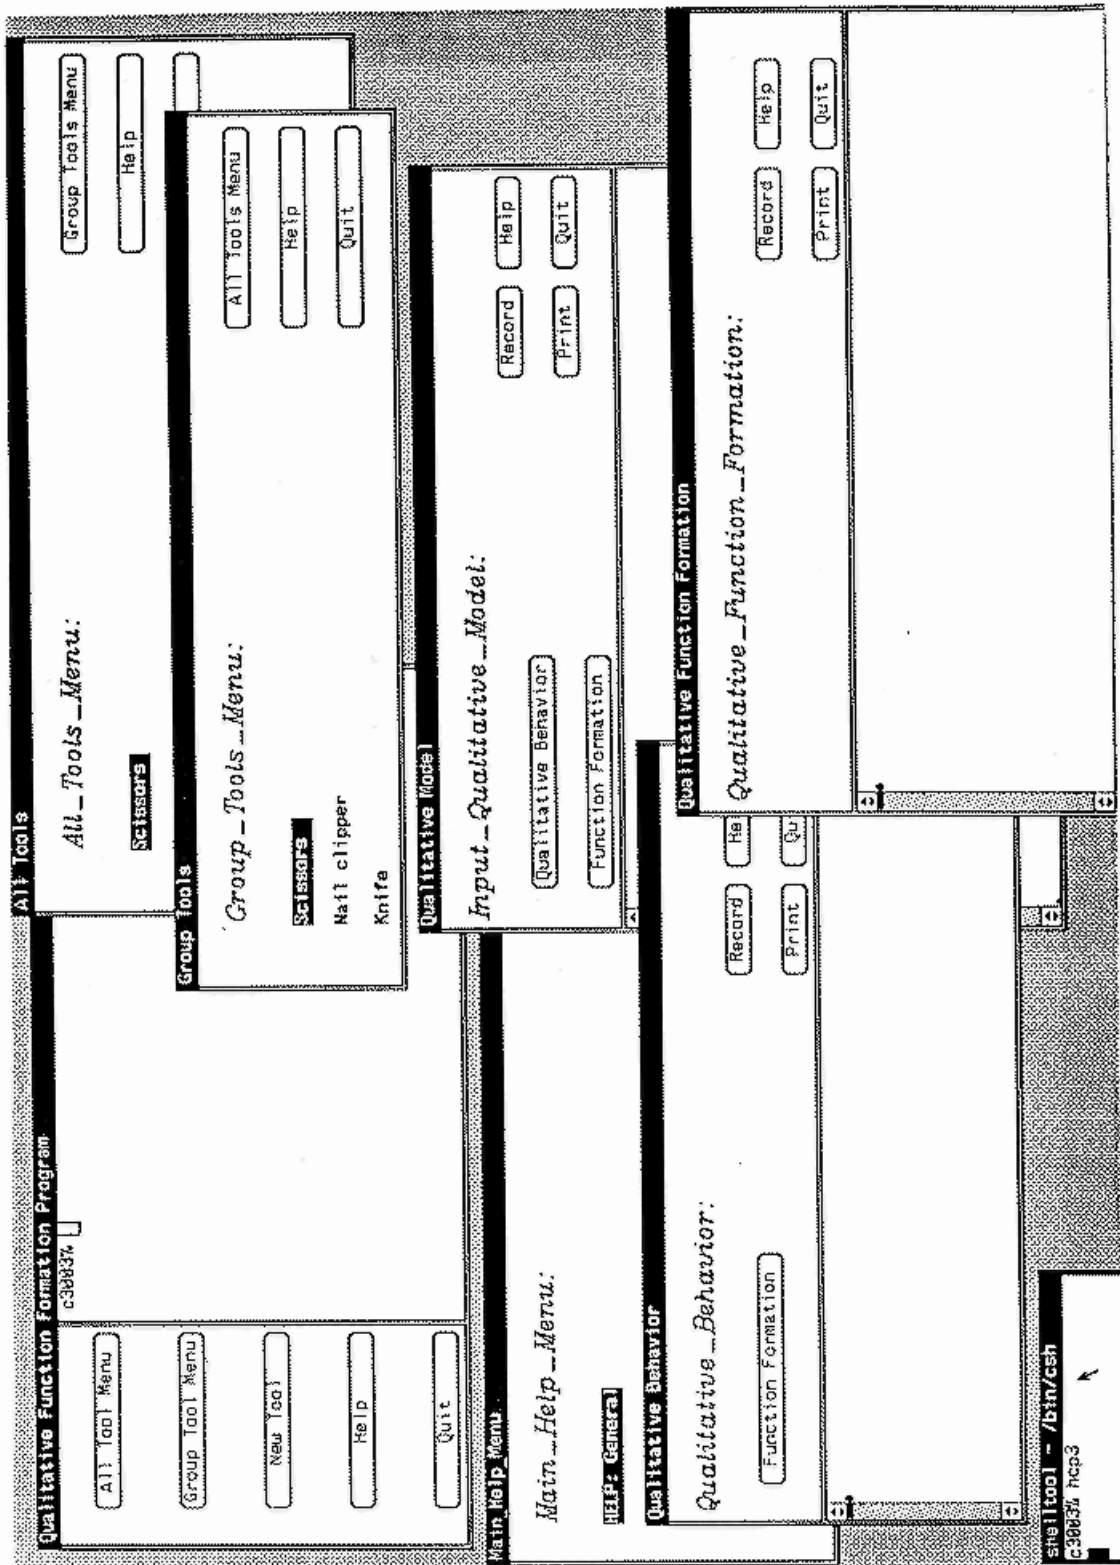 Qualitative Function Formation Program
c3003%
All Tool Menu
Group Tool Menu
New Tool
Help
Quit
All Tools
All_Tools_Menu:
Scissors
Group Tools Menu
Help
Group Tools
Group_Tools_Menu:
Scissors
Nail clipper
Knife
All Tools Menu
Help
Quit
Main_Help_Menu
Main_Help_Menu:
HELP: General
Qualitative Model
Input_Qualitative_Model:
Qualitative Behavior
Function Formation
Record
Help
Print
Quit
Qualitative Behavior
Qualitative_Behavior:
Function Formation
Record
He
Print
Qu
Qualitative Function Formation
Qualitative_Function_Formation:
Record
Help
Print
Quit
shelltool - /bin/csh
c3003% hcp3